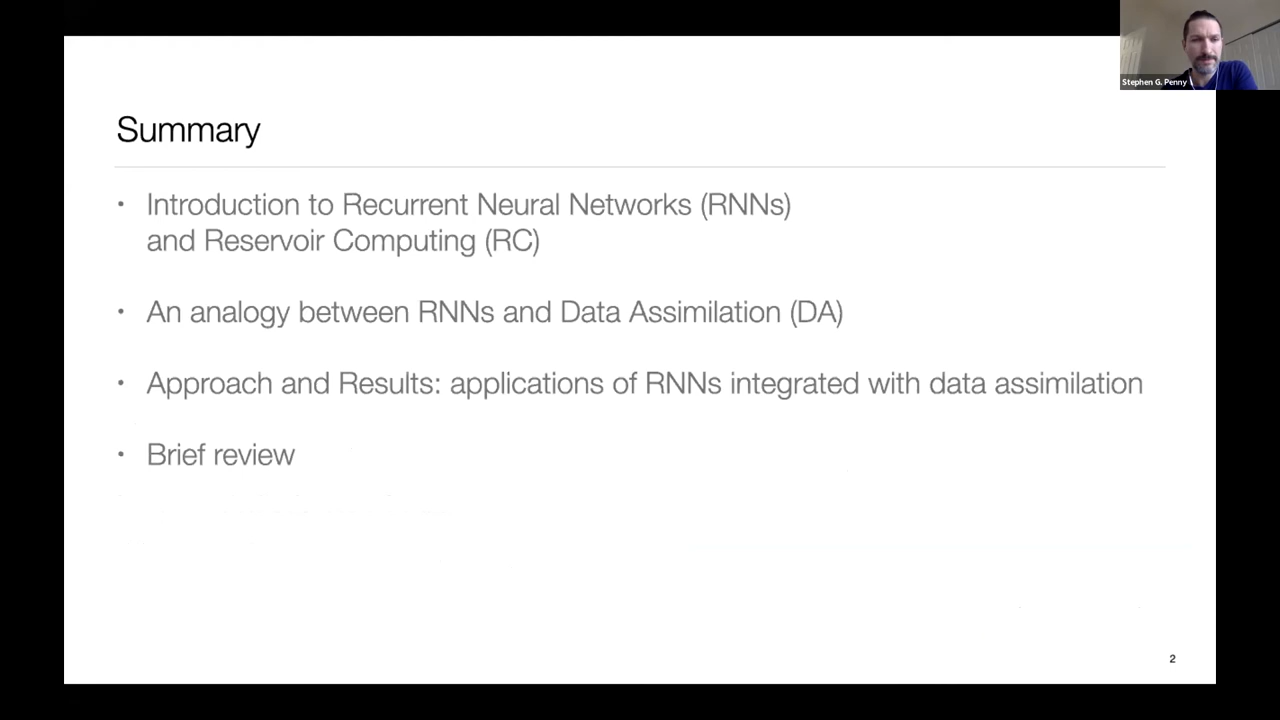 Stephen G. Penny
Summary
• Introduction to Recurrent Neural Networks (RNNs)
and Reservoir Computing (RC)
• An analogy between RNNs and Data Assimilation (DA)
• Approach and Results: applications of RNNs integrated with data assimilation
• Brief review
2